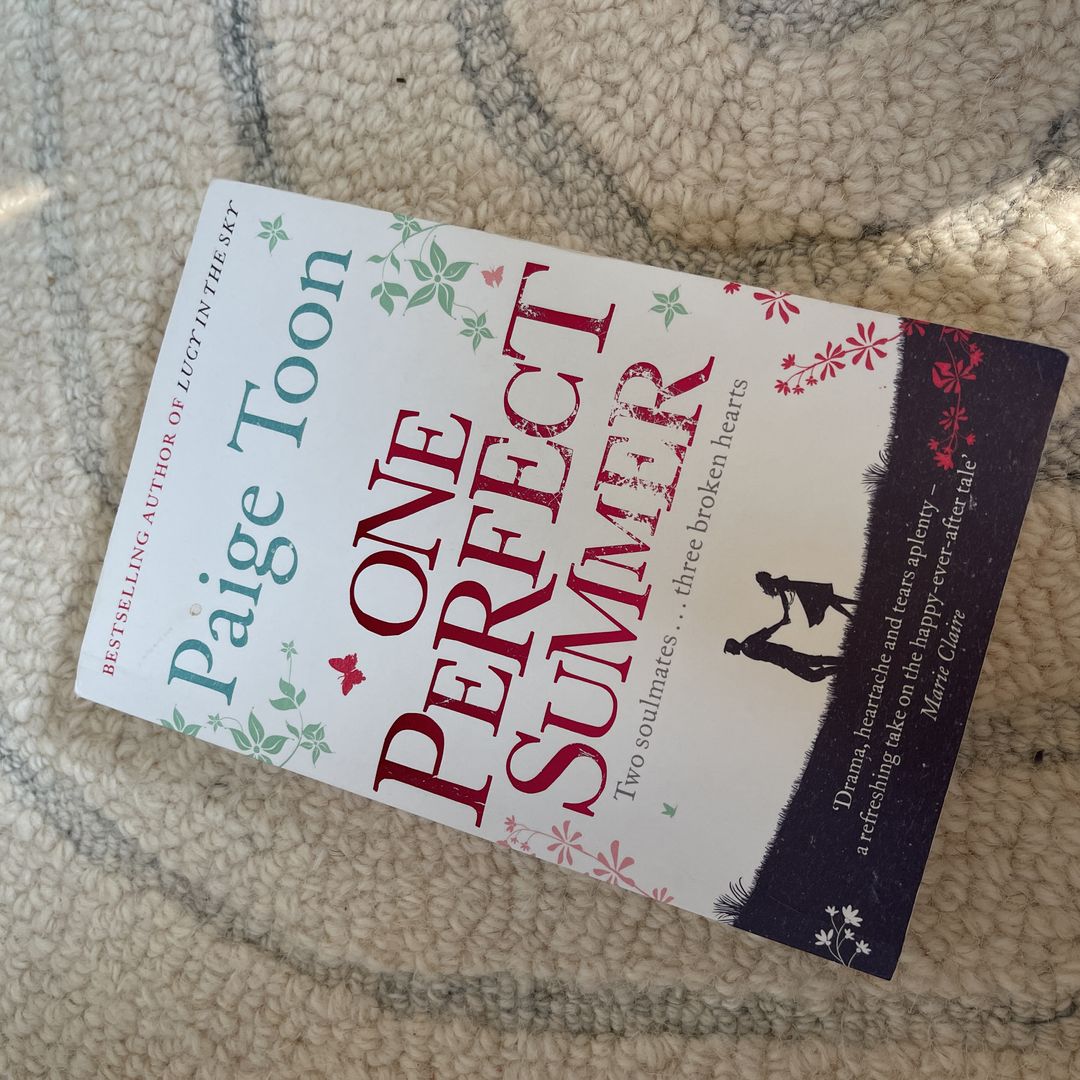 BESTSELLING AUTHOR OF LUCY IN THE SKY
Paige Toon
ONE
PERFECT
SUMMER
Two soulmates . . . three broken hearts
‘Drama, heartache and tears aplenty –
a refreshing take on the happy-ever-after tale’
Marie Claire